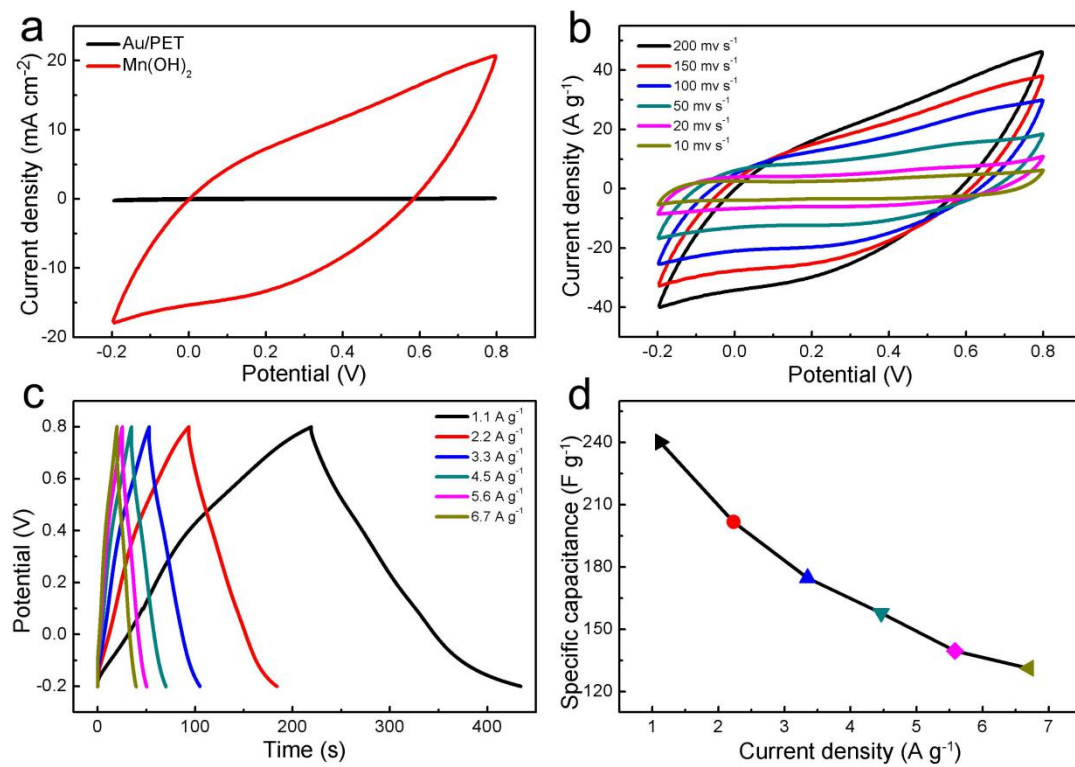 a
Au/PET
Mn(OH)₂
20
10
0
-10
-20
Current density (mA cm⁻²)
-0.2 0.0 0.2 0.4 0.6 0.8
Potential (V)
b
200 mv s⁻¹
150 mv s⁻¹
100 mv s⁻¹
50 mv s⁻¹
20 mv s⁻¹
10 mv s⁻¹
40
20
0
-20
-40
Current density (A g⁻¹)
-0.2 0.0 0.2 0.4 0.6 0.8
Potential (V)
c
1.1 A g⁻¹
2.2 A g⁻¹
3.3 A g⁻¹
4.5 A g⁻¹
5.6 A g⁻¹
6.7 A g⁻¹
0.8
0.4
0.2
0.0
-0.2
Potential (V)
0 100 200 300 400
Time (s)
d
240
210
180
150
120
Specific capacitance (F g⁻¹)
1 2 3 4 5 6 7
Current density (A g⁻¹)